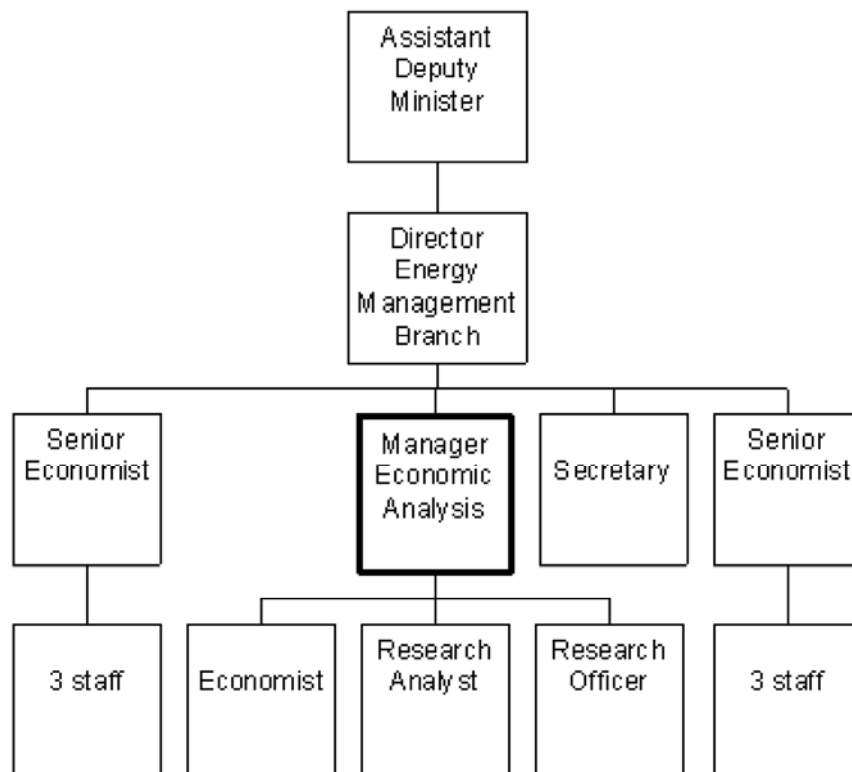 Assistant
Deputy
Minister
Director
Energy
Management
Branch
Senior
Economist
Manager
Economic
Analysis
Secretary
Senior
Economist
3 staff
Economist
Research
Analyst
Research
Officer
3 staff